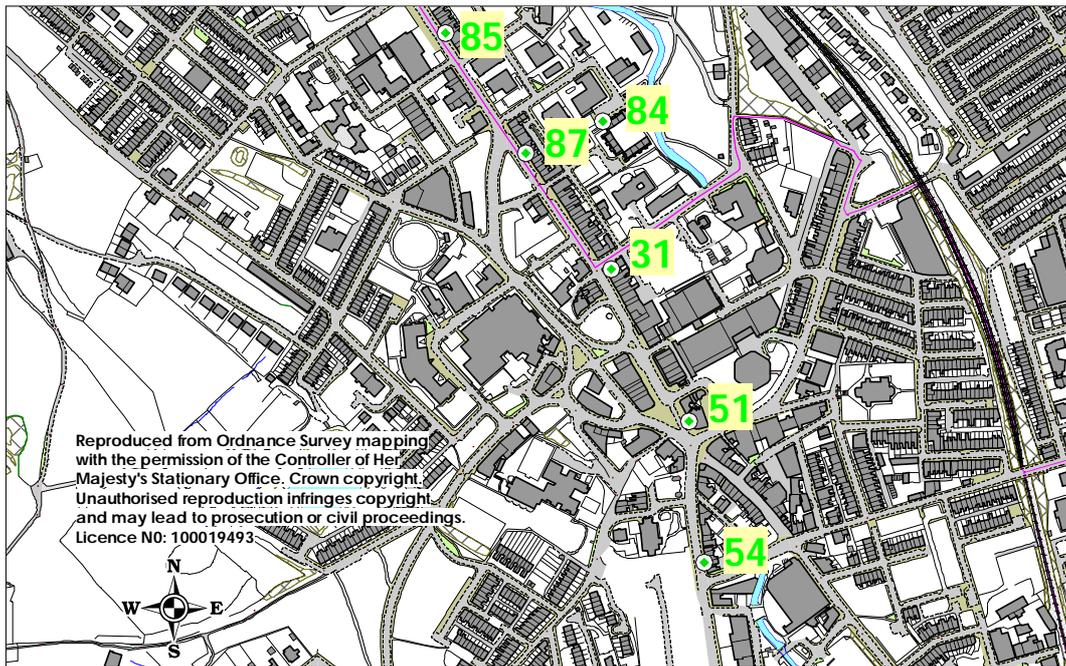 85
84
87
31
51
Reproduced from Ordnance Survey mapping
with the permission of the Controller of Her
Majesty's Stationary Office. Crown copyright.
Unauthorised reproduction infringes copyright
and may lead to prosecution or civil proceedings.
Licence N0: 100019493
54
N
W E
S